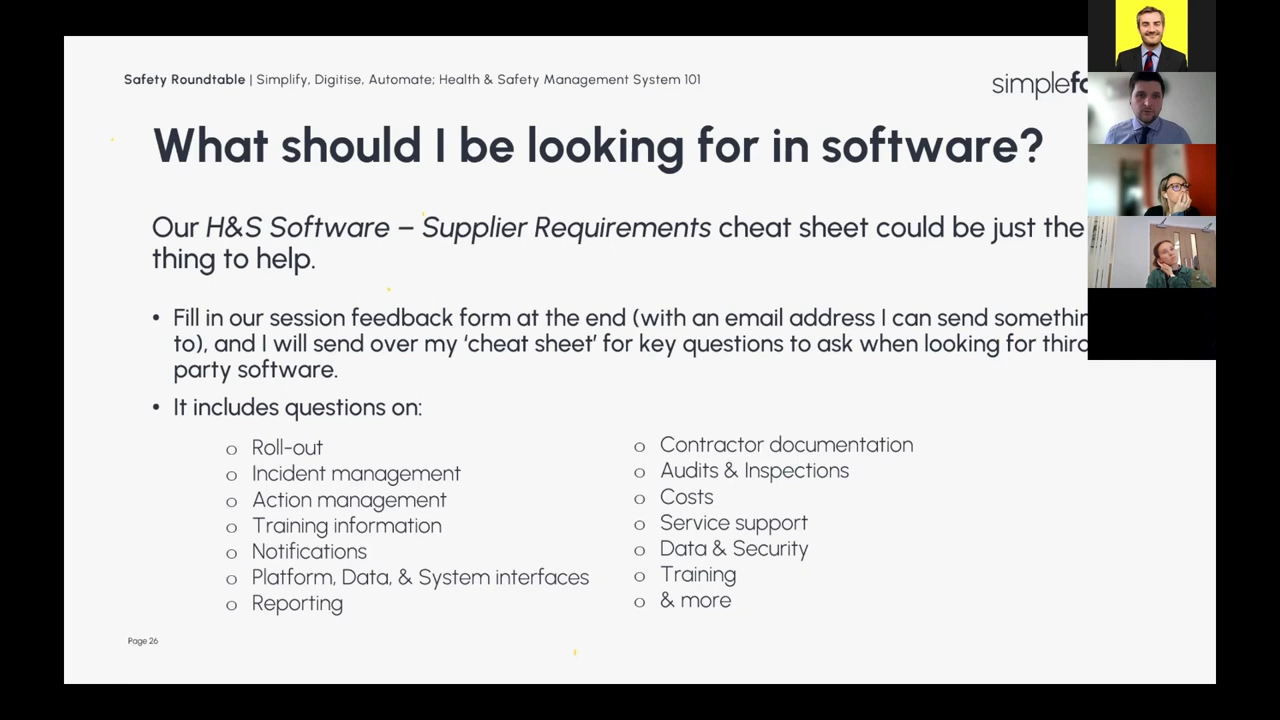 Safety Roundtable | Simplify, Digitise, Automate; Health & Safety Management System 101
simple
What should I be looking for in software?
Our H&S Software – Supplier Requirements cheat sheet could be just the
thing to help.
• Fill in our session feedback form at the end (with an email address I can send somethin
to), and I will send over my ‘cheat sheet’ for key questions to ask when looking for third
party software.
• It includes questions on:
o Roll-out
o Incident management
o Action management
o Training information
o Notifications
o Platform, Data, & System interfaces
o Reporting
o Contractor documentation
o Audits & Inspections
o Costs
o Service support
o Data & Security
o Training
o & more
Page 26